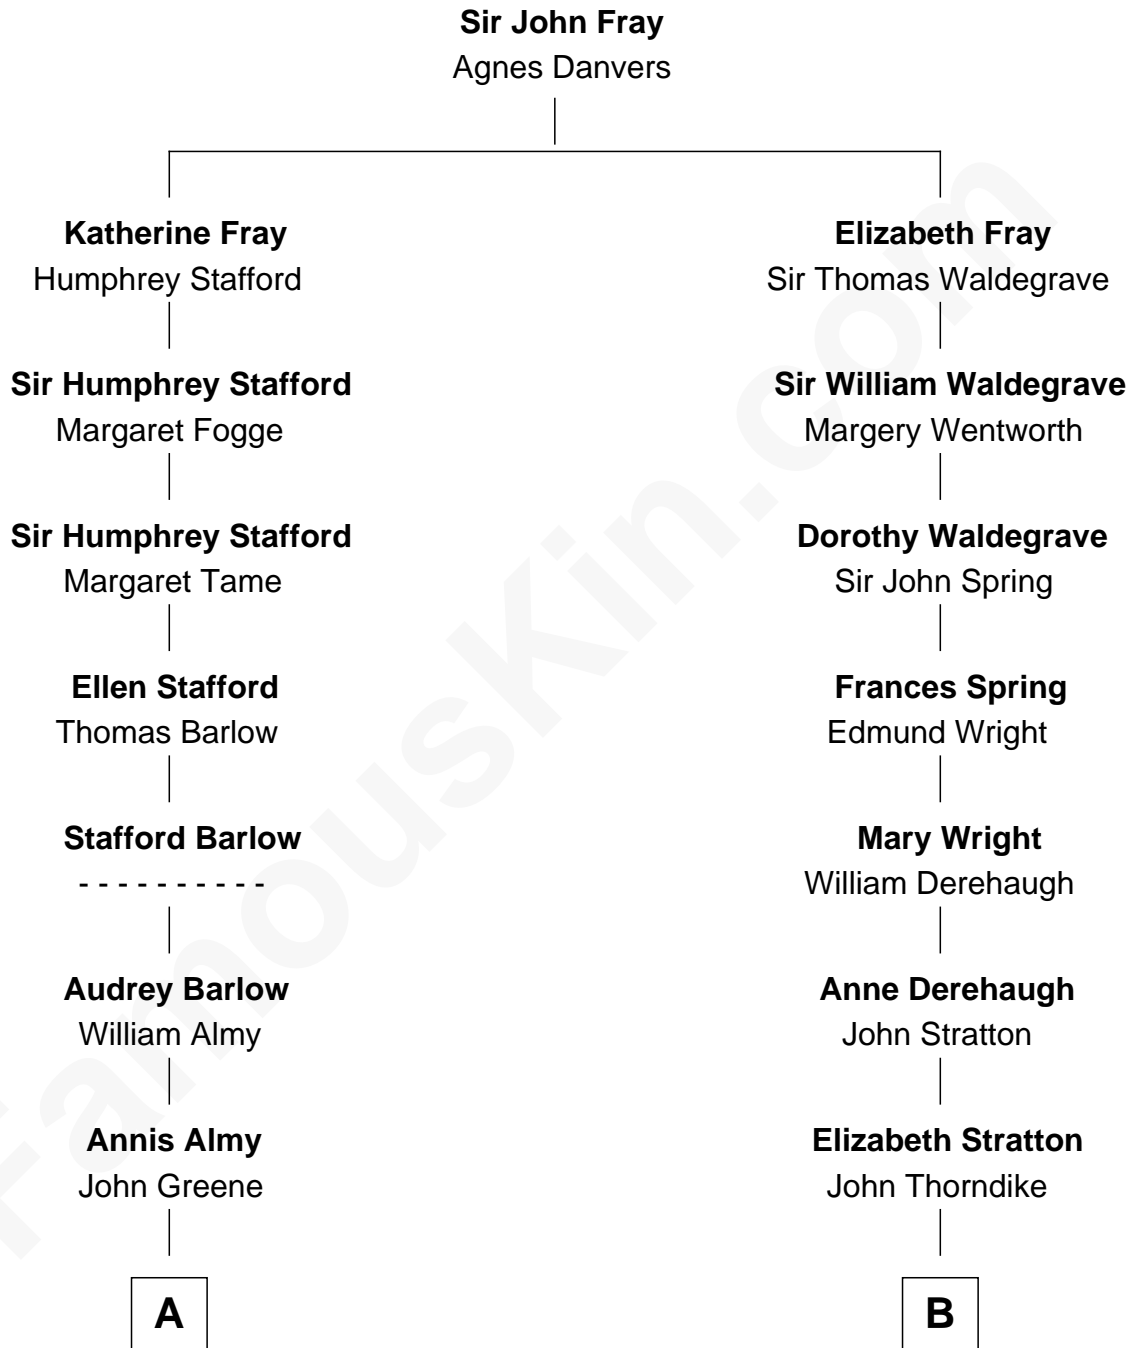 Sir John Fray
Agnes Danvers
Katherine Fray
Humphrey Stafford
Elizabeth Fray
Sir Thomas Waldegrave
Sir Humphrey Stafford
Margaret Fogge
Sir William Waldegrave
Margery Wentworth
Sir Humphrey Stafford
Margaret Tame
Dorothy Waldegrave
Sir John Spring
Ellen Stafford
Thomas Barlow
Frances Spring
Edmund Wright
Stafford Barlow
- - - - - - - - - -
Mary Wright
William Derehaugh
Audrey Barlow
William Almy
Anne Derehaugh
John Stratton
Annis Almy
John Greene
Elizabeth Stratton
John Thorndike
A
B
FamousKin.com